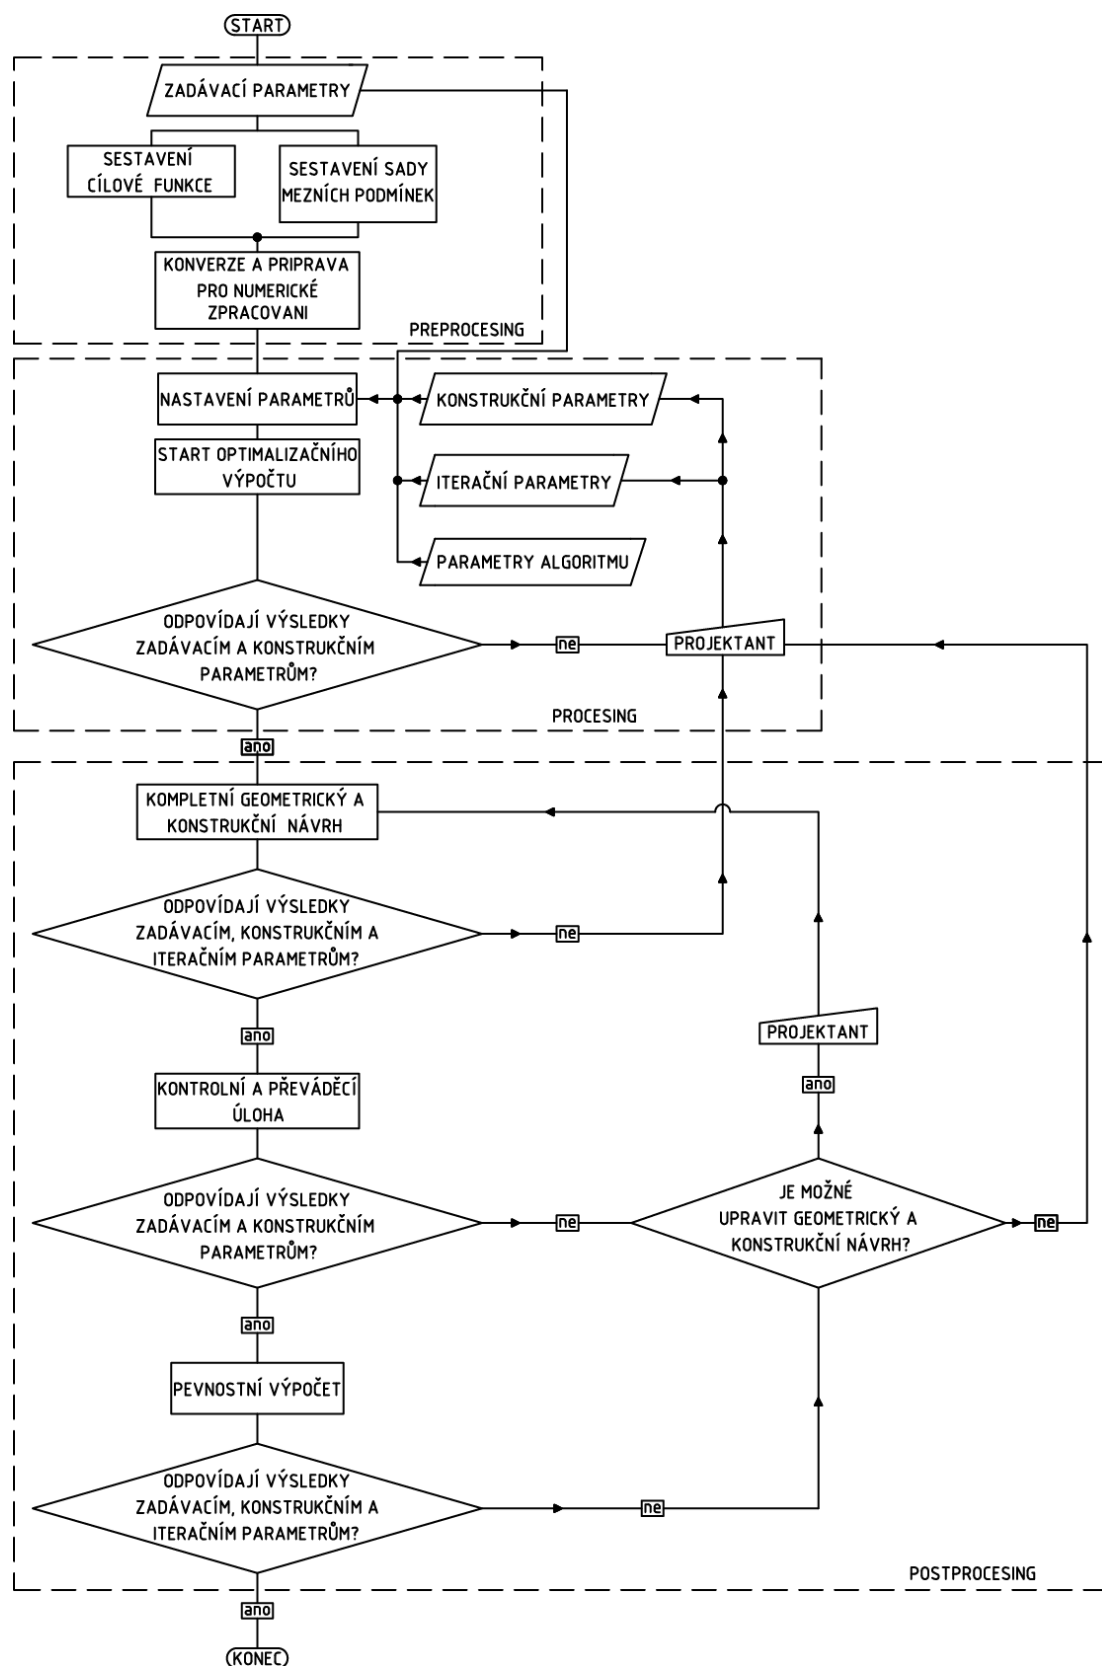 START
ZADÁVACÍ PARAMETRY
SESTAVENÍ
CÍLOVÉ FUNKCE
SESTAVENÍ SADY
MEZNÍCH PODMÍNEK
KONVERZE A PRIPRAVA
PRO NUMERICKÉ
ZPRACOVANI
PREPROCESING
NASTAVENÍ PARAMETRŮ
KONSTRUKČNÍ PARAMETRY
START OPTIMALIZAČNÍHO
VÝPOČTU
ITERAČNÍ PARAMETRY
PARAMETRY ALGORITMU
ODPOVÍDAJÍ VÝSLEDKY
ZADÁVACÍM A KONSTRUKČNÍM
PARAMETRŮM?
ne
PROJEKTANT
PROCESING
ano
KOMPLETNÍ GEOMETRICKÝ A
KONSTRUKČNÍ NÁVRH
ODPOVÍDAJÍ VÝSLEDKY
ZADÁVACÍM, KONSTRUKČNÍM A
ITERAČNÍM PARAMETRŮM?
ne
ano
PROJEKTANT
ano
KONTROLNÍ A PŘEVÁDĚCÍ
ÚLOHA
ODPOVÍDAJÍ VÝSLEDKY
ZADÁVACÍM A KONSTRUKČNÍM
PARAMETRŮM?
ne
JE MOŽNÉ
UPRAVIT GEOMETRICKÝ A
KONSTRUKČNÍ NÁVRH?
ne
ano
PEVNOSTNÍ VÝPOČET
ODPOVÍDAJÍ VÝSLEDKY
ZADÁVACÍM, KONSTRUKČNÍM A
ITERAČNÍM PARAMETRŮM?
ne
POSTPROCESING
ano
KONEC